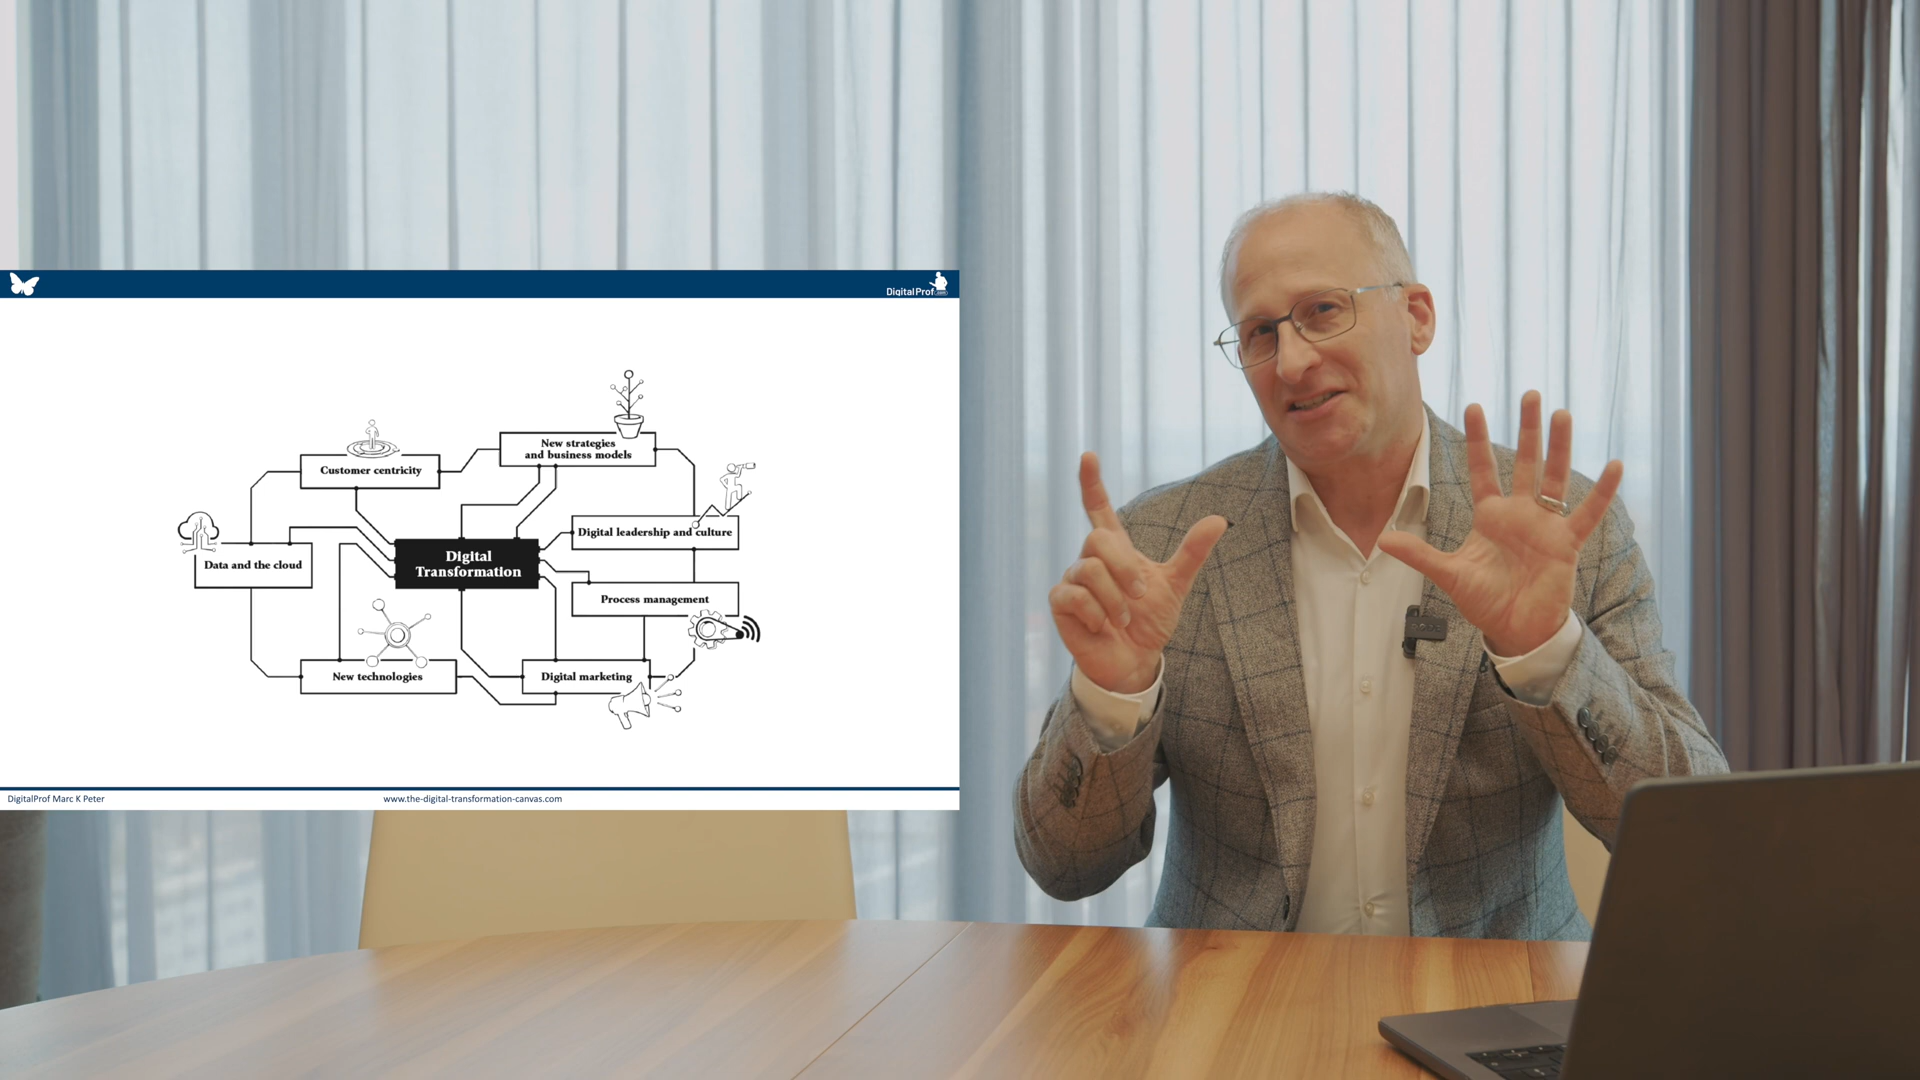 DigitalProf
New strategies
and business models
Customer centricity
Digital leadership and culture
Digital
Transformation
Data and the cloud
Process management
New technologies
Digital marketing
DigitalProf Marc K Peter
www.the-digital-transformation-canvas.com